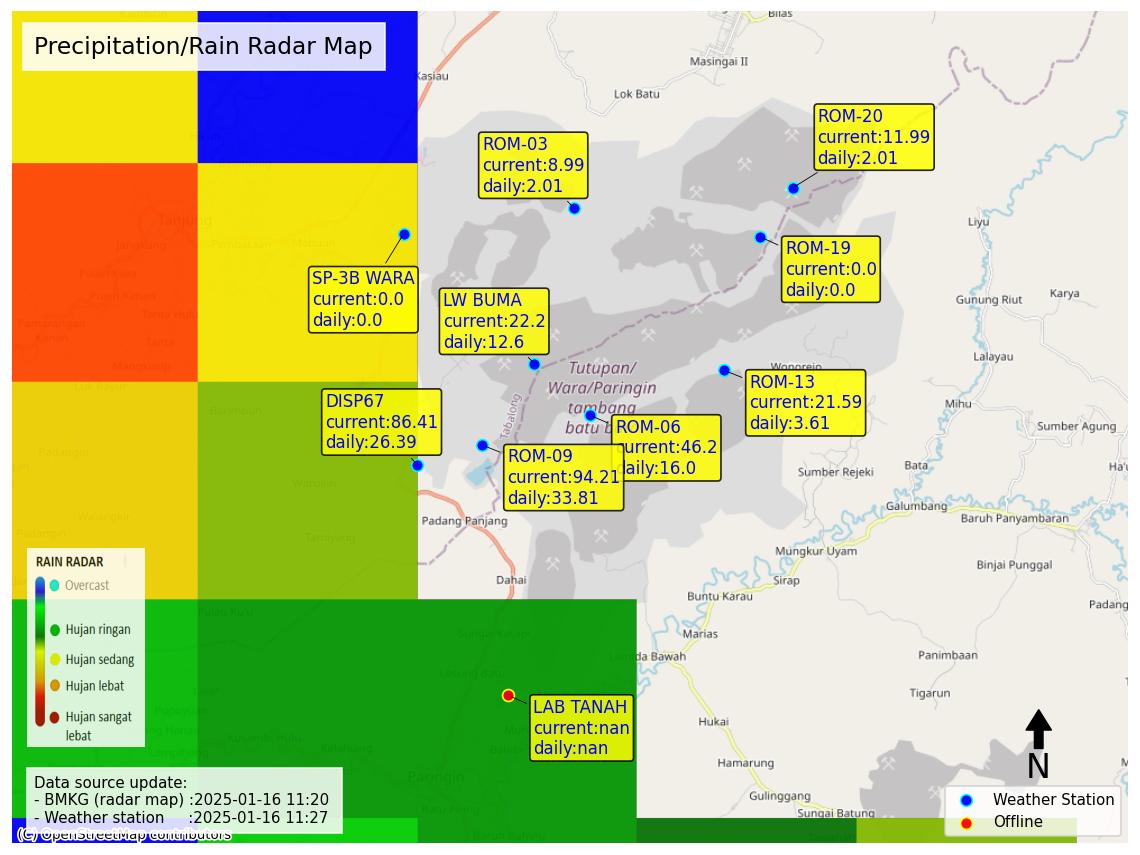 Precipitation/Rain Radar Map
Bilas
Masingai II
Kasiau
Lok Batu
ROM-20
current:11.99
daily:2.01
ROM-03
current:8.99
daily:2.01
Tanjung
Jangkung
Pembataan
Mabuun
Liyu
ROM-19
current:0.0
daily:0.0
SP-3B WARA
current:0.0
daily:0.0
LW BUMA
current:22.2
daily:12.6
Gunung Riut
Karya
Pamarangan
Kanan
Mangkung
Lalayau
Wonorejo
Tutupan/
Wara/Paringin
tambang
batu b
Tabalong
ROM-13
current:21.59
daily:3.61
DISP67
current:86.41
daily:26.39
Barimbun
Mihu
ROM-06
current:46.2
daily:16.0
Sumber Agung
ROM-09
current:94.21
daily:33.81
Sumber Rejeki
Bata
Ha'u
Galumbang
Baruh Panyambaran
Padang Panjang
Mungkur Uyam
Binjai Punggal
Dahai
Sirap
Buntu Karau
Padang
RAIN RADAR
Overcast
Hujan ringan
Hujan sedang
Hujan lebat
Hujan sangat
lebat
Marias
Bawah
Panimbaan
Tigarun
LAB TANAH
current:nan
daily:nan
Hukai
Hamarung
Paringin
Gulinggang
Sungai Batung
N
Data source update:
- BMKG (radar map) :2025-01-16 11:20
- Weather station :2025-01-16 11:27
Weather Station
Offline
(C) OpenStreetMap contributors